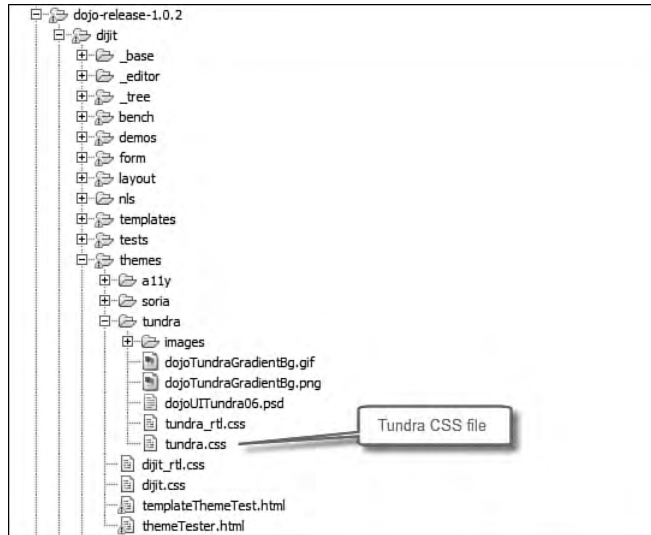 dojo-release-1.0.2
dijit
_base
_editor
_tree
bench
demos
form
layout
nls
templates
tests
themes
a11y
soria
tundra
images
dojoTundraGradientBg.gif
dojoTundraGradientBg.png
dojoUITundra06.psd
tundra_rtl.css
Tundra CSS file
tundra.css
dijit_rtl.css
dijit.css
templateThemeTest.html
themeTester.html